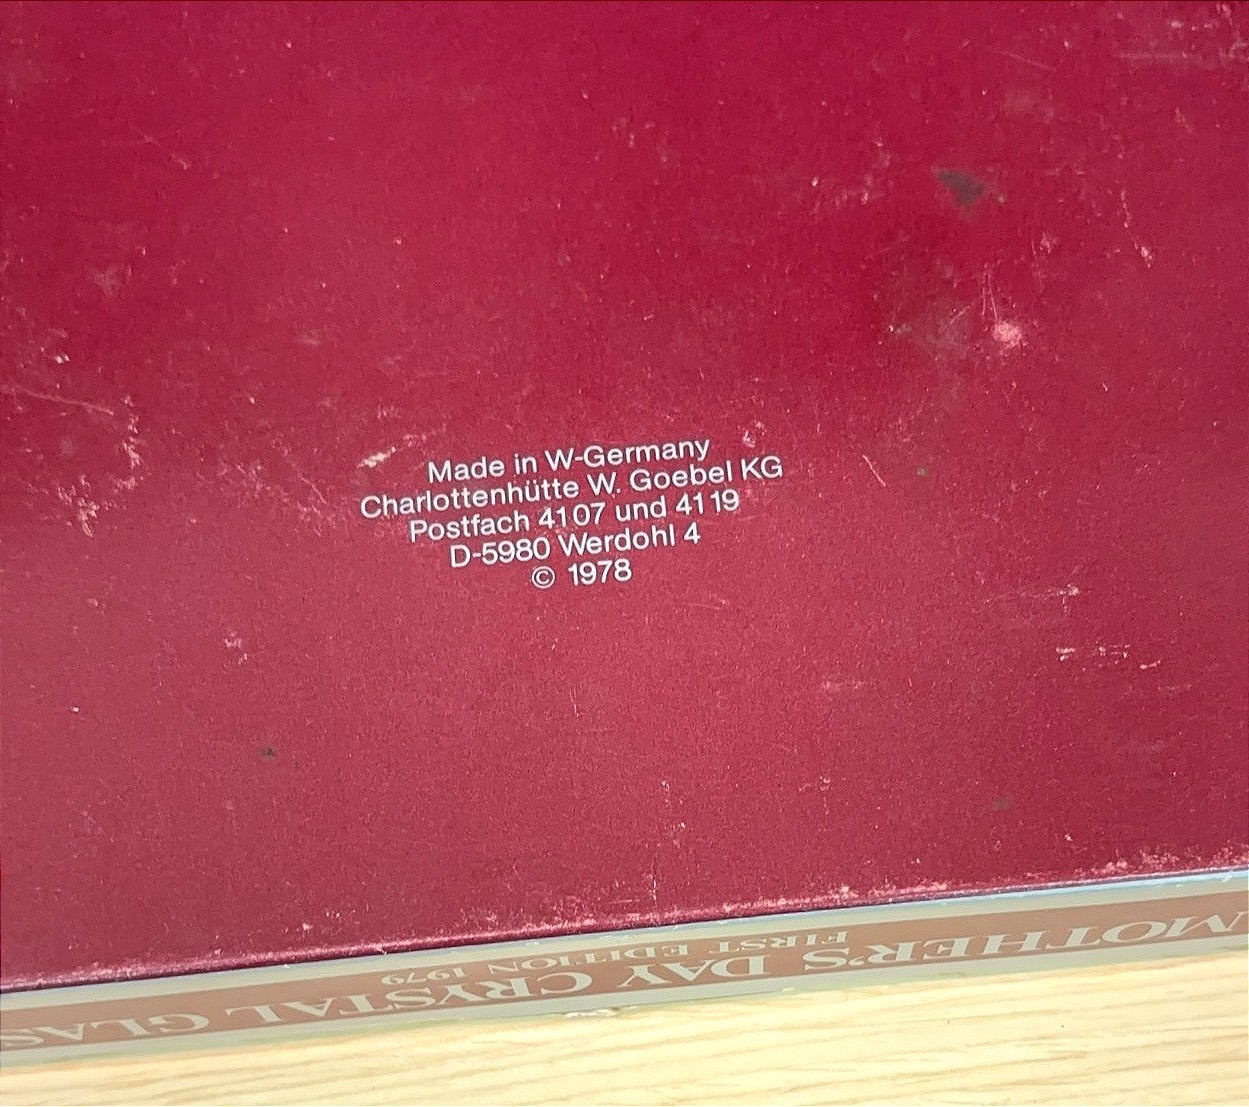 Made in W-Germany
Charlottenhütte W. Goebel KG
Postfach 4107 und 4119
D-5980 Werdohl 4
© 1978
MOTHER'S DAY CRYSTAL GLAS
FIRST EDITION 1979